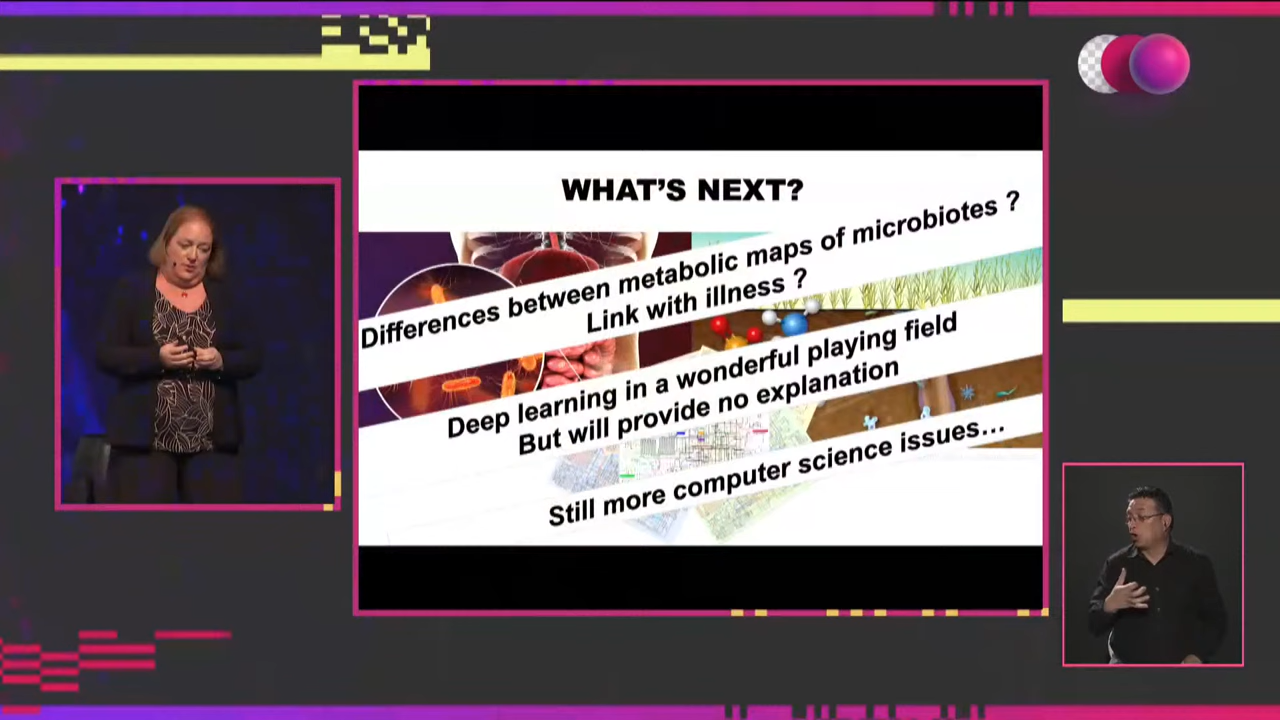 WHAT'S NEXT?
Differences between metabolic maps of microbiotes ?
Link with illness ?
Deep learning in a wonderful playing field
But will provide no explanation
Still more computer science issues...